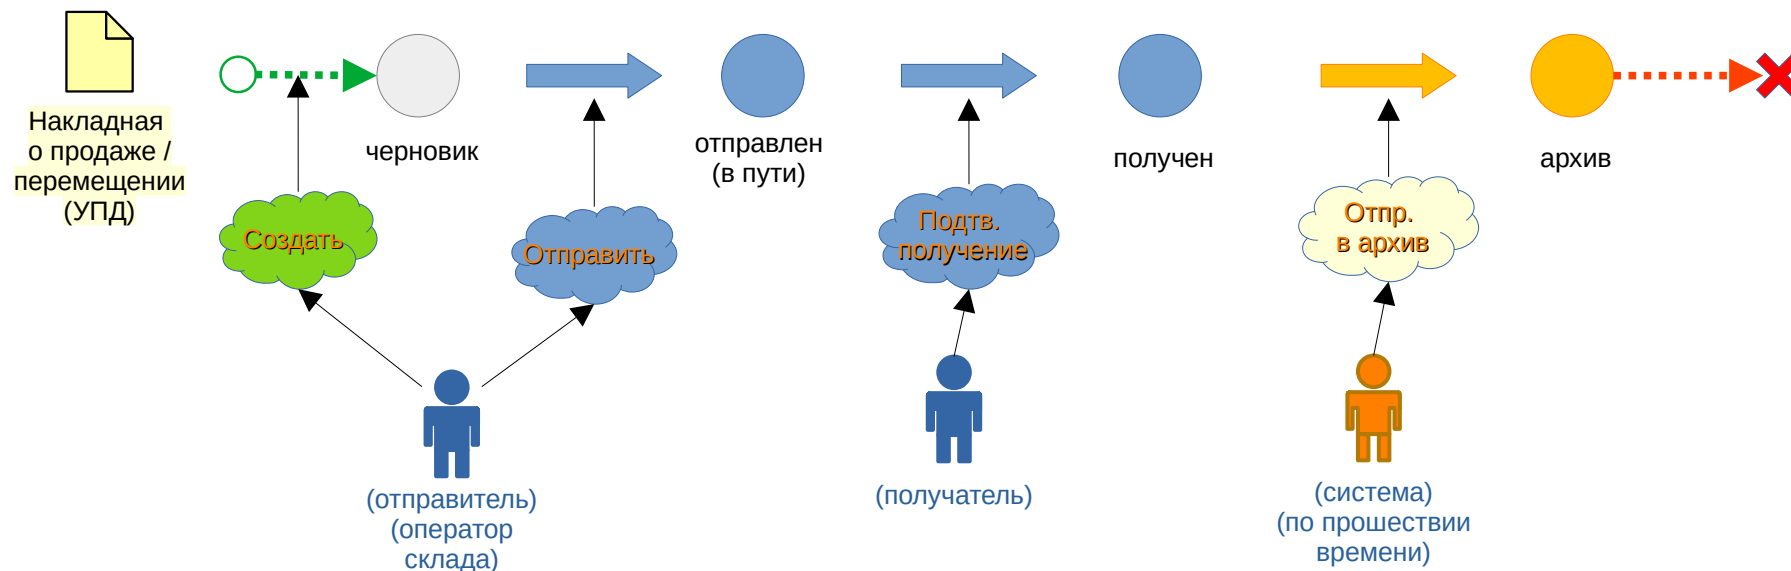 Накладная
о продаже /
перемещении
(УПД)
черновик
отправлен
(в пути)
получен
архив
Создать
Отправить
Подтв.
получение
Отпр.
в архив
(отправитель)
(оператор
склада)
(получатель)
(система)
(по прошествии
времени)